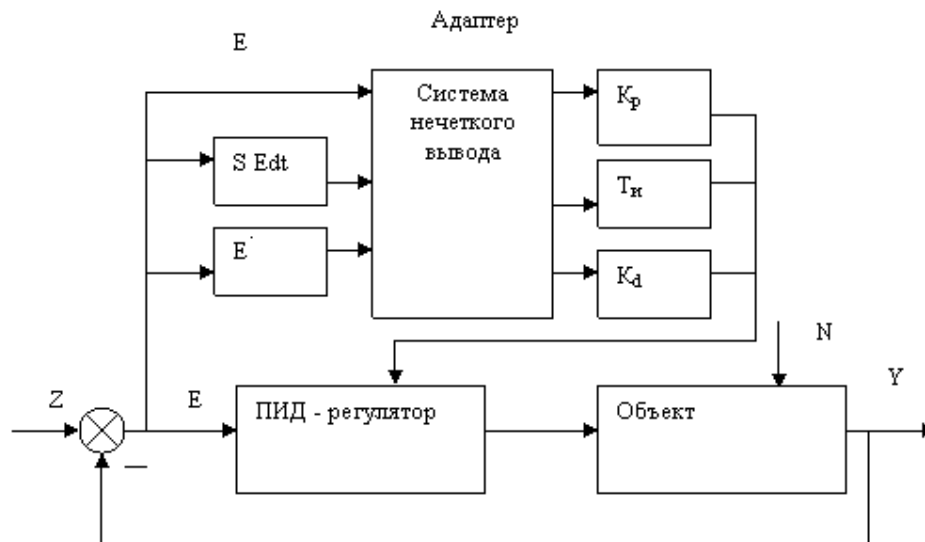 Адаптер
E
Система
нечеткого
вывода
Kp
S Edt
Tи
E˙
Kd
N
Z
E
ПИД - регулятор
Объект
Y
—